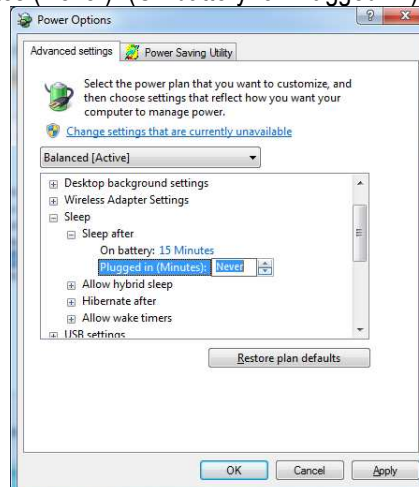 Power Options
Advanced settings Power Saving Utility
Select the power plan that you want to customize, and
then choose settings that reflect how you want your
computer to manage power.
Change settings that are currently unavailable
Balanced [Active]
Desktop background settings
Wireless Adapter Settings
Sleep
Sleep after
On battery: 15 Minutes
Plugged in (Minutes): Never
Allow hybrid sleep
Hibernate after
Allow wake timers
USB settings
Restore plan defaults
OK Cancel Apply